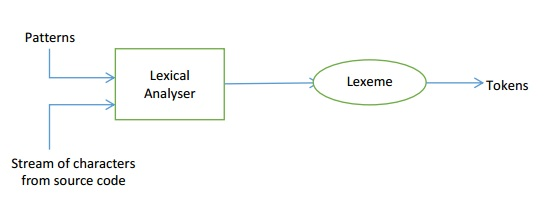 Patterns
Lexical
Analyser
Lexeme
Tokens
Stream of characters
from source code